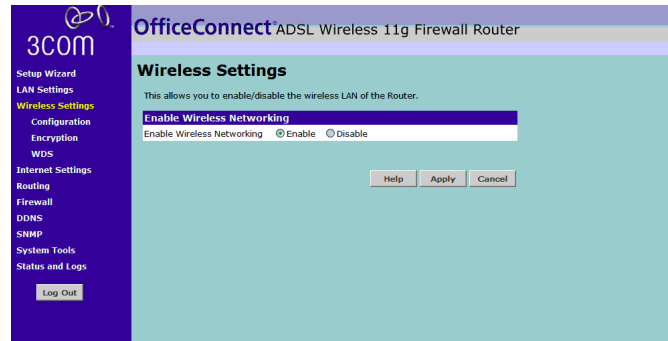 3COM
OfficeConnect® ADSL Wireless 11g Firewall Router
Setup Wizard
LAN Settings
Wireless Settings
Configuration
Encryption
WDS
Internet Settings
Routing
Firewall
DDNS
SNMP
System Tools
Status and Logs
Log Out
Wireless Settings
This allows you to enable/disable the wireless LAN of the Router.
Enable Wireless Networking
Enable Wireless Networking Enable Disable
Help Apply Cancel